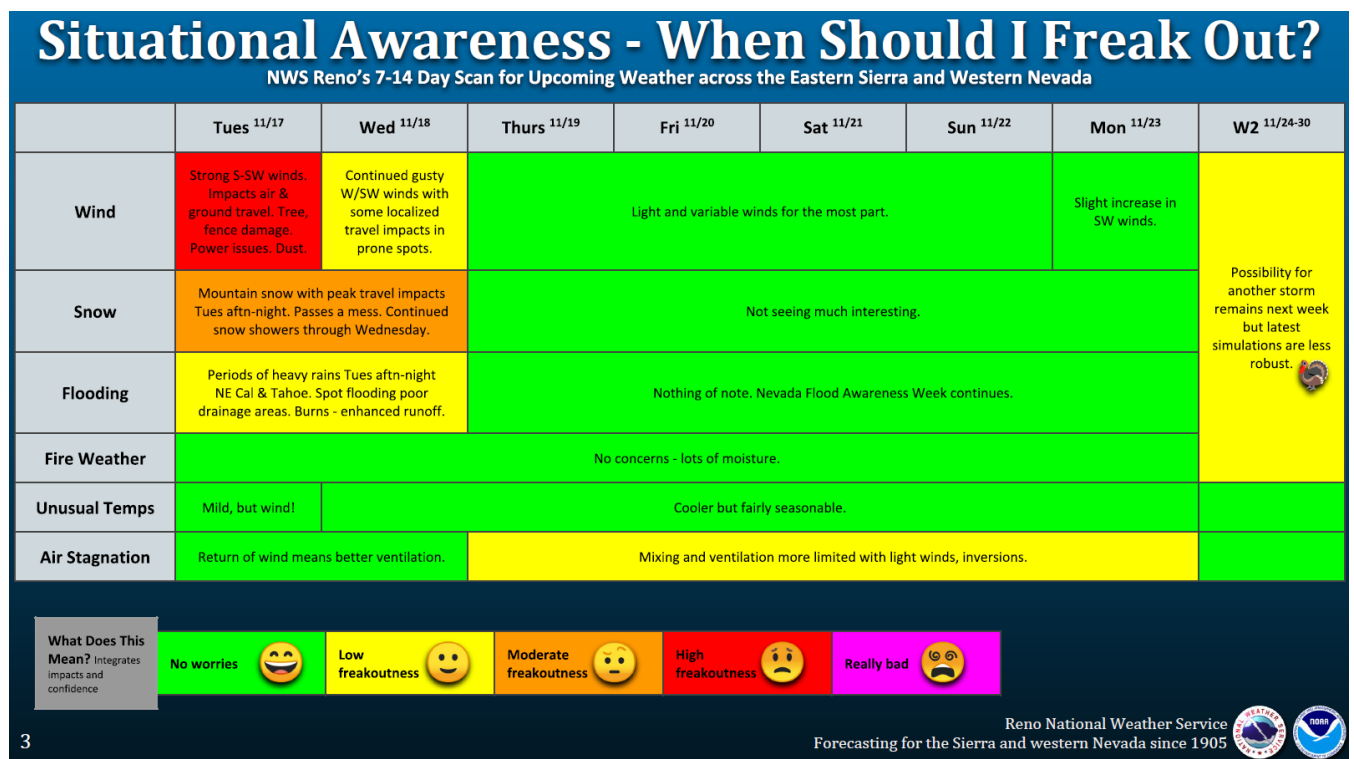 Situational Awareness - When Should I Freak Out?
NWS Reno's 7-14 Day Scan for Upcoming Weather across the Eastern Sierra and Western Nevada
Tues 11/17
Wed 11/18
Thurs 11/19
Fri 11/20
Sat 11/21
Sun 11/22
Mon 11/23
W2 11/24-30
Wind
Strong S-SW winds.
Impacts air &
ground travel. Tree,
fence damage.
Power issues. Dust.
Continued gusty
W/SW winds with
some localized
travel impacts in
prone spots.
Light and variable winds for the most part.
Slight increase in
SW winds.
Possibility for
another storm
remains next week
but latest
simulations are less
robust.
Snow
Mountain snow with peak travel impacts
Tues aftn-night. Passes a mess. Continued
snow showers through Wednesday.
Not seeing much interesting.
Flooding
Periods of heavy rains Tues aftn-night
NE Cal & Tahoe. Spot flooding poor
drainage areas. Burns - enhanced runoff.
Nothing of note. Nevada Flood Awareness Week continues.
Fire Weather
No concerns - lots of moisture.
Unusual Temps
Mild, but wind!
Cooler but fairly seasonable.
Air Stagnation
Return of wind means better ventilation.
Mixing and ventilation more limited with light winds, inversions.
What Does This
Mean? Integrates
impacts and
confidence
No worries
Low
freakoutness
Moderate
freakoutness
High
freakoutness
Really bad
Reno National Weather Service
Forecasting for the Sierra and western Nevada since 1905
NOAA
3